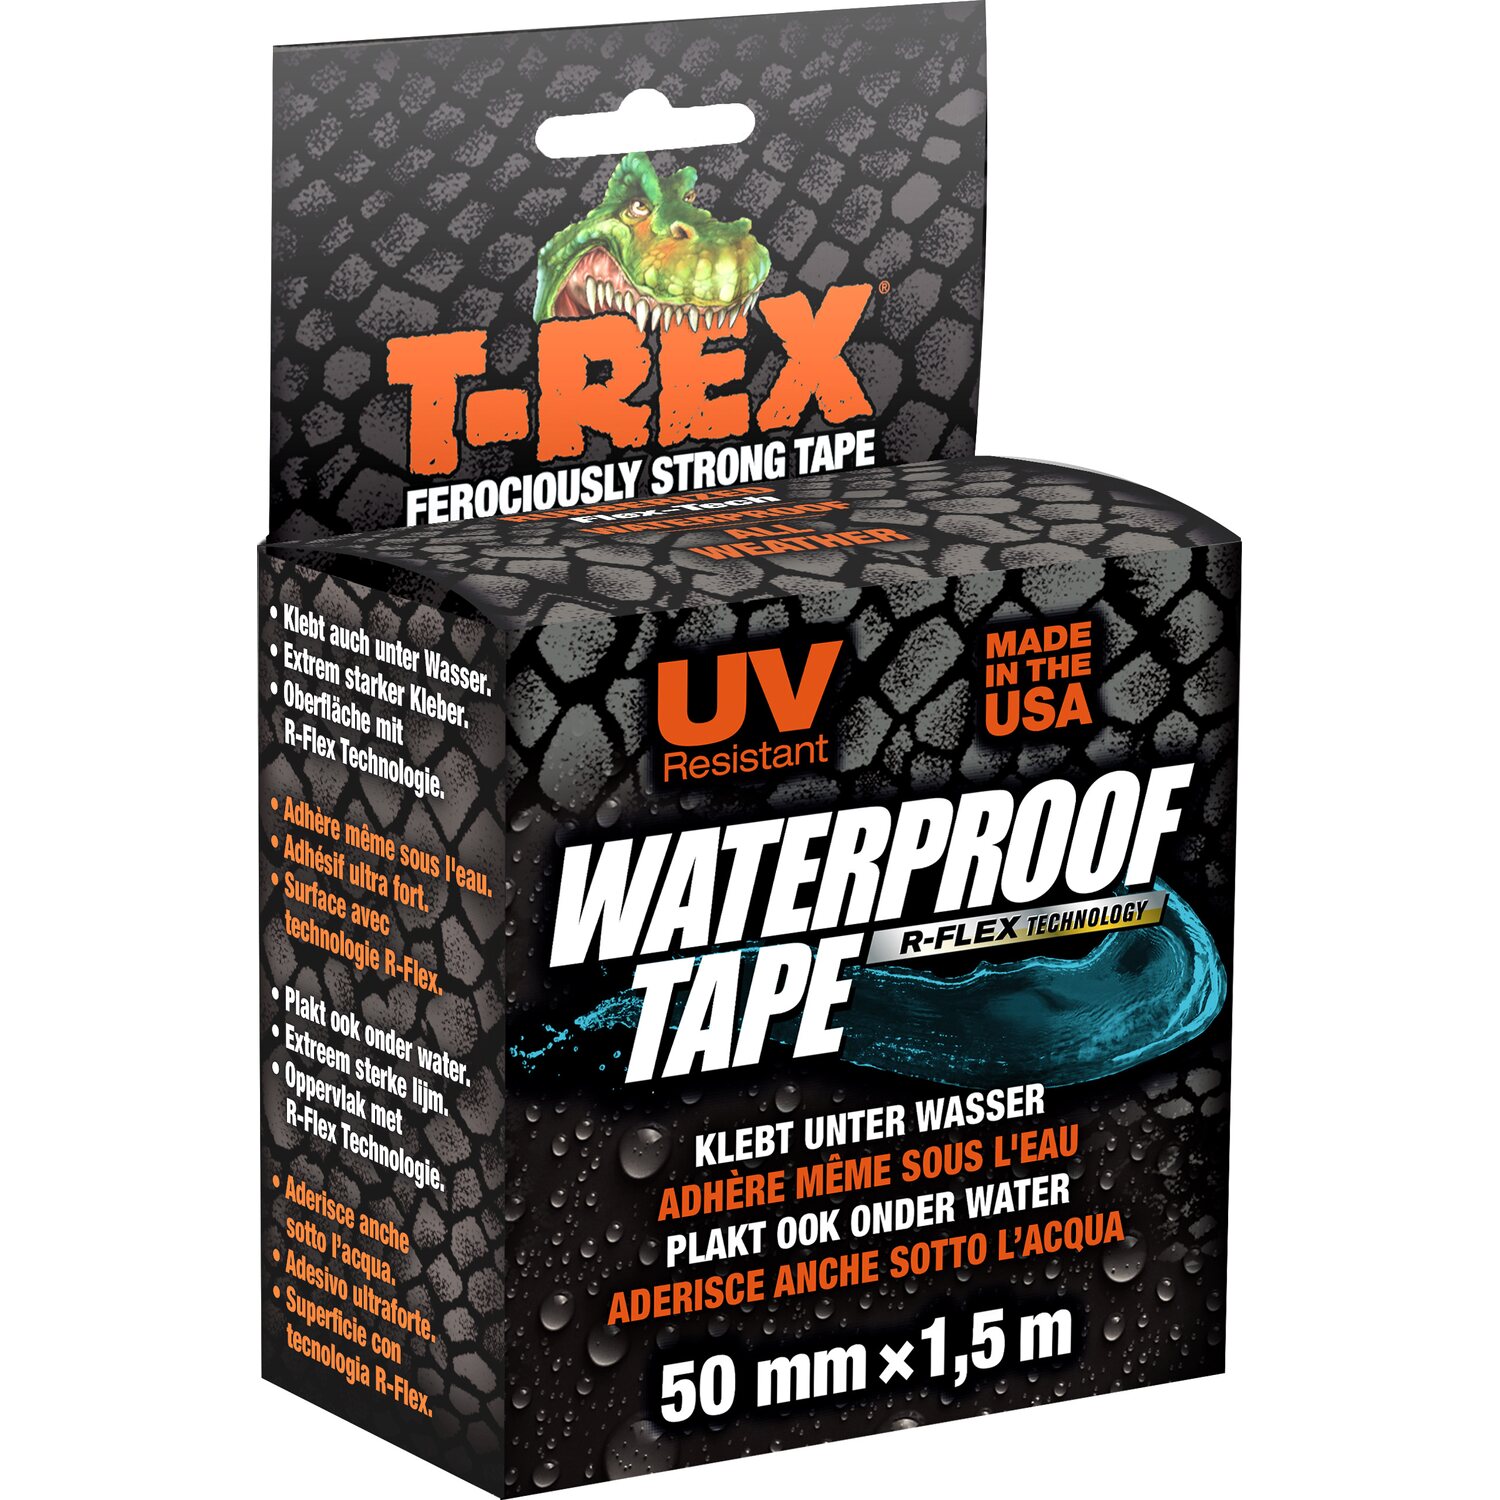 T-REX®
FEROCIOUSLY STRONG TAPE
RUBBERIZED
Flex-Tech
WATERPROOF
ALL
WEATHER
• Klebt auch unter Wasser.
• Extrem starker Kleber.
• Oberfläche mit
R-Flex Technologie.
• Adhère même sous l'eau.
• Adhésif ultra fort.
• Surface avec
technologie R-Flex.
• Plakt ook onder water.
• Extreem sterke lijm.
• Oppervlak met
R-Flex Technologie.
• Aderisce anche
sotto l'acqua.
• Adesivo ultraforte.
• Superficie con
tecnologia R-Flex.
UV
Resistant
MADE
IN THE
USA
WATERPROOF
TAPE
R-FLEX TECHNOLOGY
KLEBT UNTER WASSER
ADHÈRE MÊME SOUS L'EAU
PLAKT OOK ONDER WATER
ADERISCE ANCHE SOTTO L'ACQUA
50 mm x 1,5 m